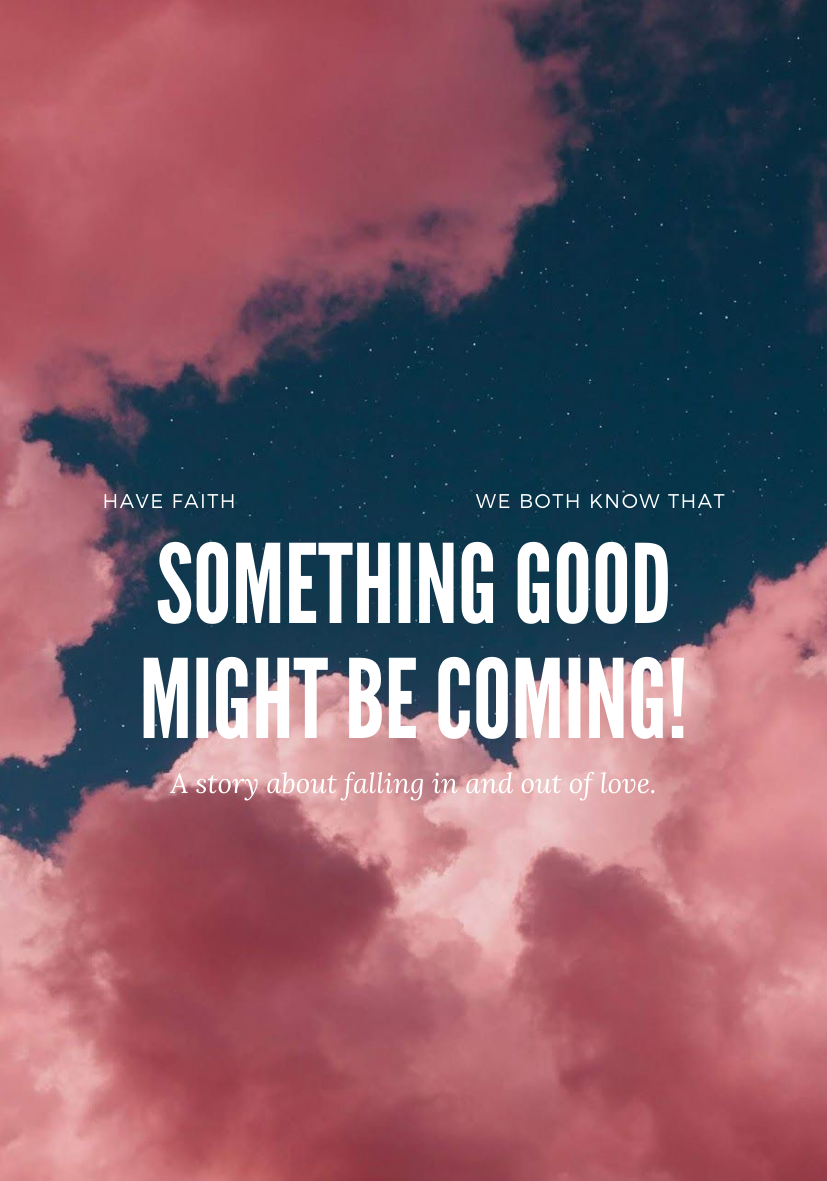 HAVE FAITH WE BOTH KNOW THAT
SOMETHING GOOD
MIGHT BE COMING!
A story about falling in and out of love.